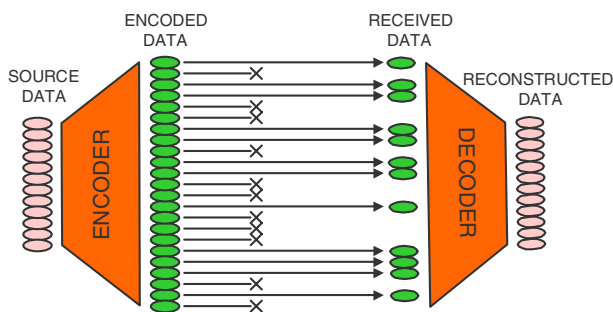 ENCODED
DATA
RECEIVED
DATA
SOURCE
DATA
RECONSTRUCTED
DATA
ENCODER
DECODER